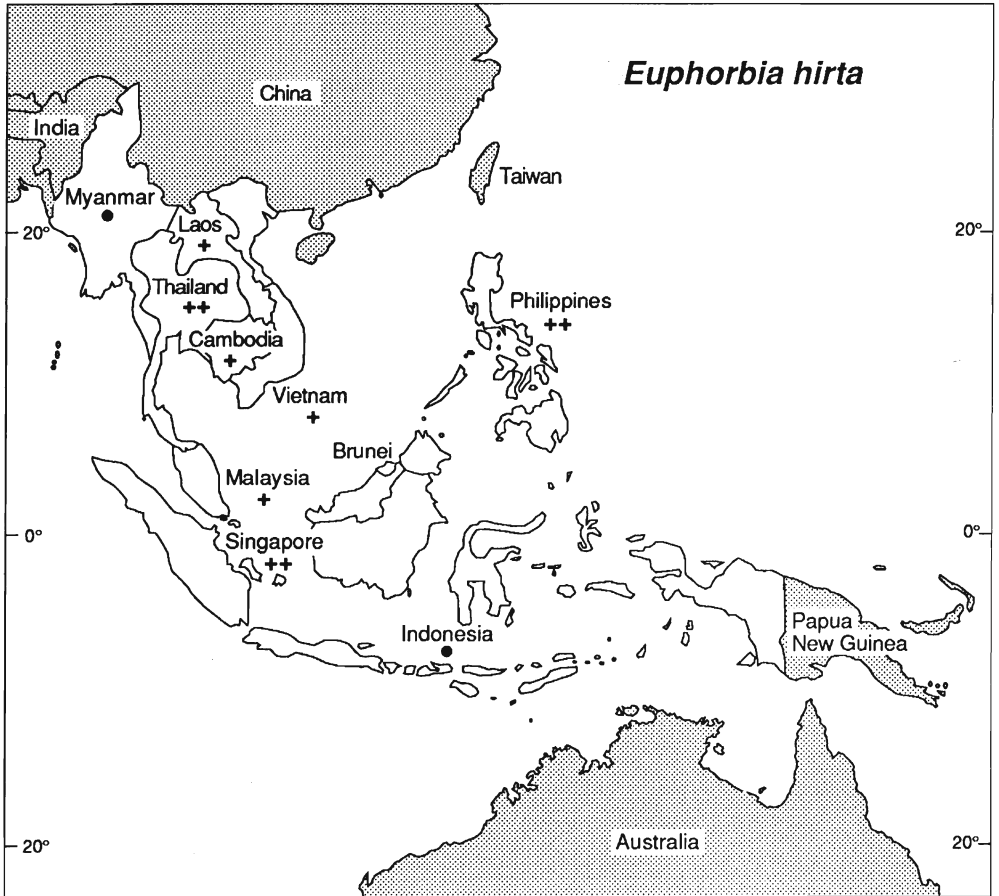 Euphorbia hirta
China
India
Taiwan
Myanmar
●
Laos
+
20°
20°
Thailand
++
Philippines
++
Cambodia
+
Vietnam
+
Brunei
Malaysia
+
0°
0°
Singapore
++
Indonesia
●
Papua
New Guinea
Australia
20°
20°